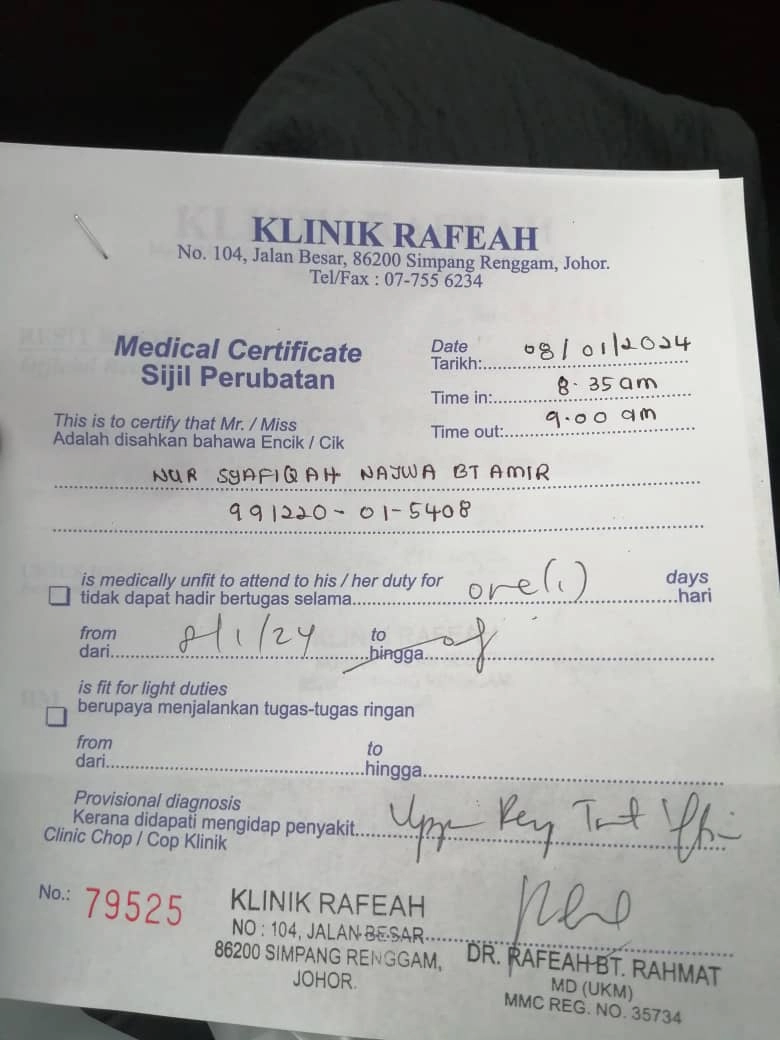 KLINIK RAFEAH
No. 104, Jalan Besar, 86200 Simpang Renggam, Johor.
Tel/Fax : 07-755 6234
Medical Certificate
Sijil Perubatan
Date
Tarikh:..... 08/01/2024
Time in:..... 8.35 am
Time out:..... 9.00 am
This is to certify that Mr. / Miss
Adalah disahkan bahawa Encik / Cik
NUR SYAFIQAH NAJWA BT AMIR
991220-01-5408
is medically unfit to attend to his / her duty for one(1) days
tidak dapat hadir bertugas selama..... hari
from to
dari..... 8/1/24 hingga.....
is fit for light duties
berupaya menjalankan tugas-tugas ringan
from to
dari..... hingga.....
Provisional diagnosis
Kerana didapati mengidap penyakit..... Upper
Clinic Chop / Cop Klinik
No.: 79525
KLINIK RAFEAH
NO : 104, JALAN BESAR
86200 SIMPANG RENGGAM,
JOHOR.
DR. RAFEAH BT. RAHMAT
MD (UKM)
MMC REG. NO. 35734